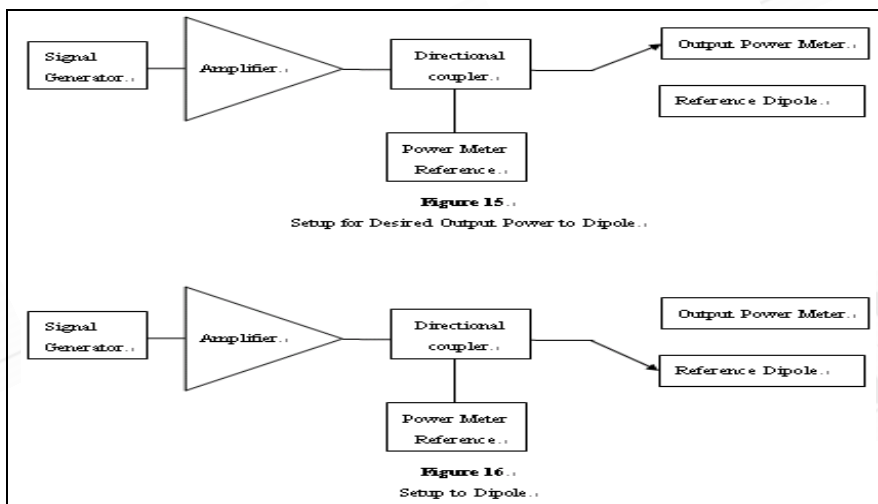 Signal
Generator.
Amplifier.
Directional
coupler.
Output Power Meter.
Reference Dipole.
Power Meter
Reference.
Figure 15.
Setup for Desired Output Power to Dipole.
Signal
Generator.
Amplifier.
Directional
coupler.
Output Power Meter.
Reference Dipole.
Power Meter
Reference.
Figure 16.
Setup to Dipole.